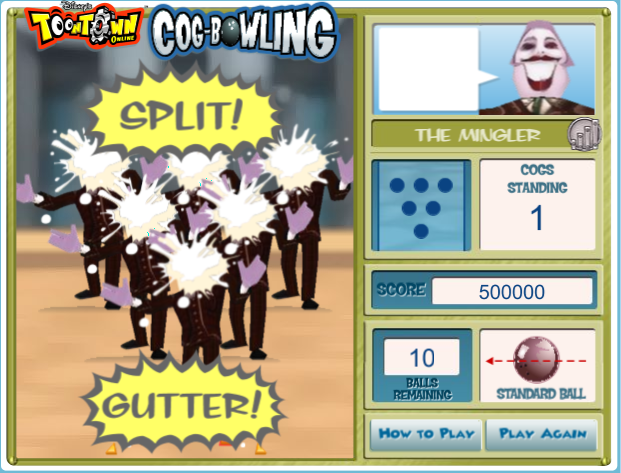 Disney's
TOONTOWN
ONLINE
COG-BOWLING
SPLIT!
THE MINGLER
COGS
STANDING
1
SCORE 500000
10
BALLS
REMAINING
STANDARD BALL
GUTTER!
HOW TO PLAY PLAY AGAIN